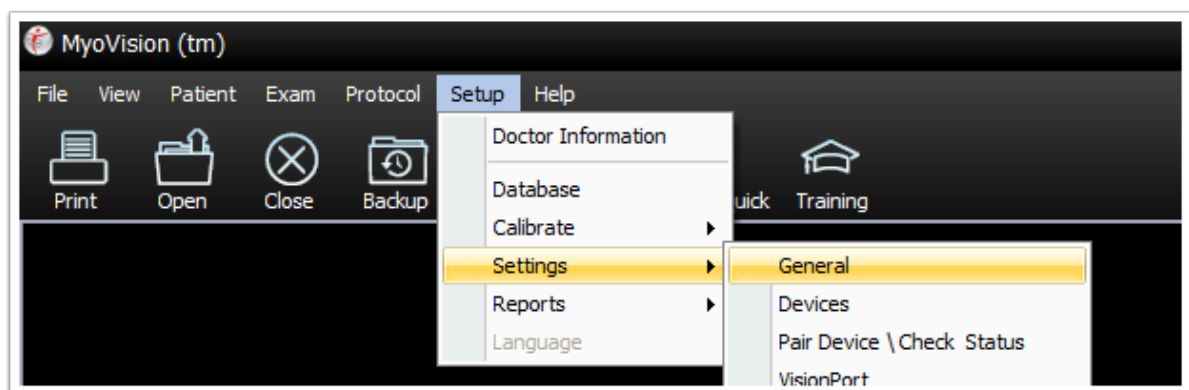 MyoVision (tm)
File View Patient Exam Protocol Setup Help
Print Open Close Backup uick Training
Doctor Information
Database
Calibrate
Settings
Reports
Language
General
Devices
Pair Device \ Check Status
VisionPort